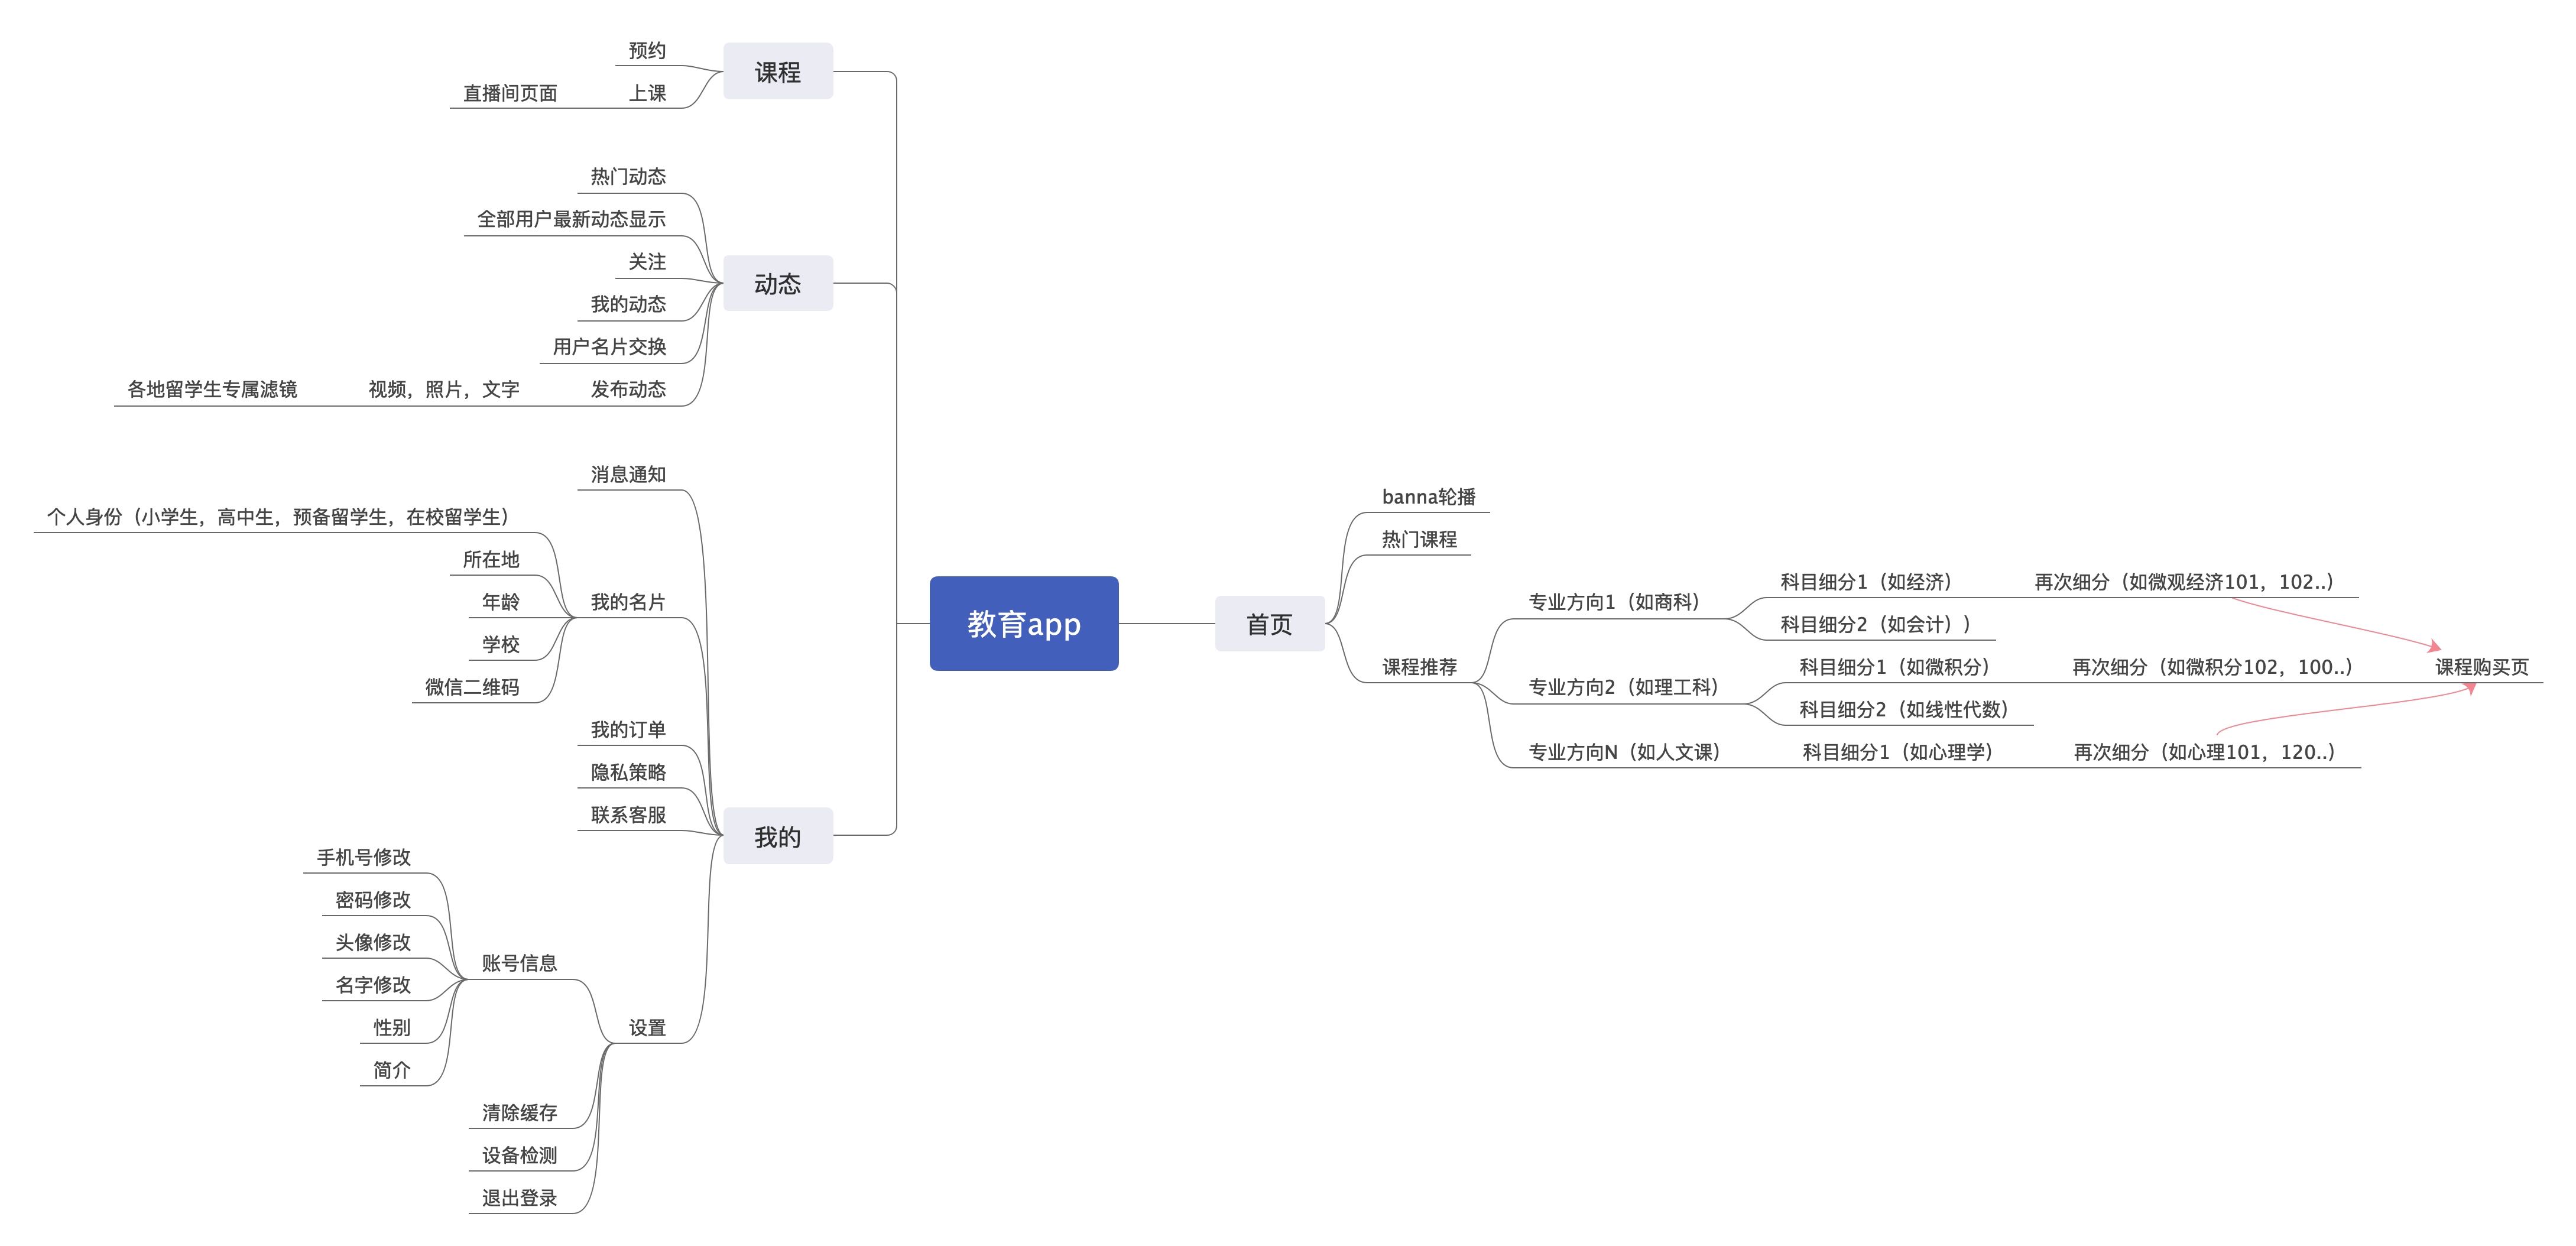 教育app
首页
banna轮播
热门课程
课程推荐
专业方向1（如商科）
科目细分1（如经济）
再次细分（如微观经济101，102..）
科目细分2（如会计））
专业方向2（如理工科）
科目细分1（如微积分）
再次细分（如微积分102，100..）
课程购买页
科目细分2（如线性代数）
专业方向N（如人文课）
科目细分1（如心理学）
再次细分（如心理101，120..）
课程
预约
上课
直播间页面
动态
热门动态
全部用户最新动态显示
关注
我的动态
用户名片交换
发布动态
视频，照片，文字
各地留学生专属滤镜
我的
消息通知
我的名片
个人身份（小学生，高中生，预备留学生，在校留学生）
所在地
年龄
学校
微信二维码
我的订单
隐私策略
联系客服
设置
账号信息
手机号修改
密码修改
头像修改
名字修改
性别
简介
清除缓存
设备检测
退出登录